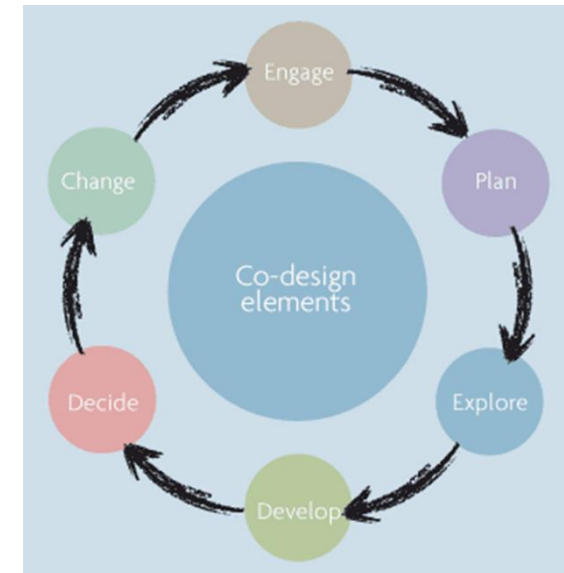 Engage
Plan
Explore
Develop
Decide
Change
Co-design
elements